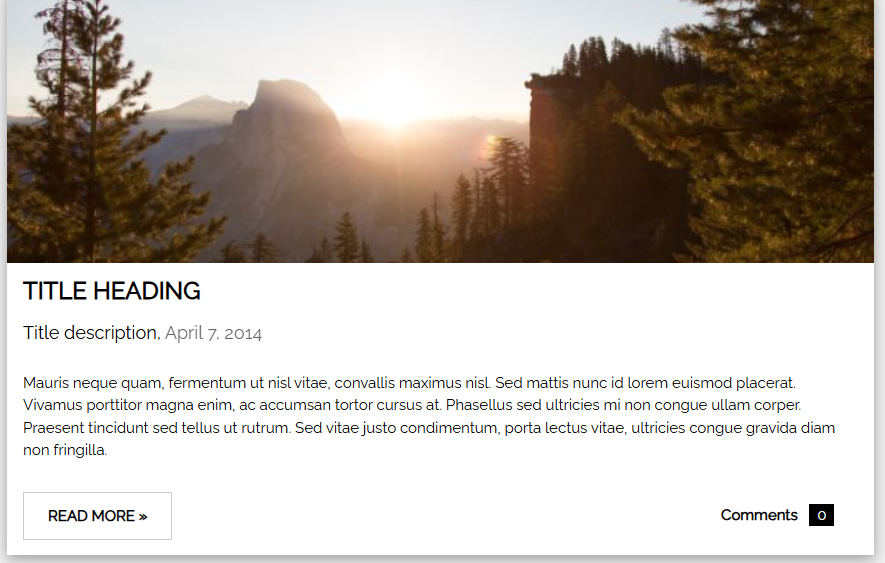 TITLE HEADING
Title description, April 7, 2014
Mauris neque quam, fermentum ut nisl vitae, convallis maximus nisl. Sed mattis nunc id lorem euismod placerat.
Vivamus porttitor magna enim, ac accumsan tortor cursus at. Phasellus sed ultricies mi non congue ullam corper.
Praesent tincidunt sed tellus ut rutrum. Sed vitae justo condimentum, porta lectus vitae, ultricies congue gravida diam
non fringilla.
READ MORE »
Comments 0